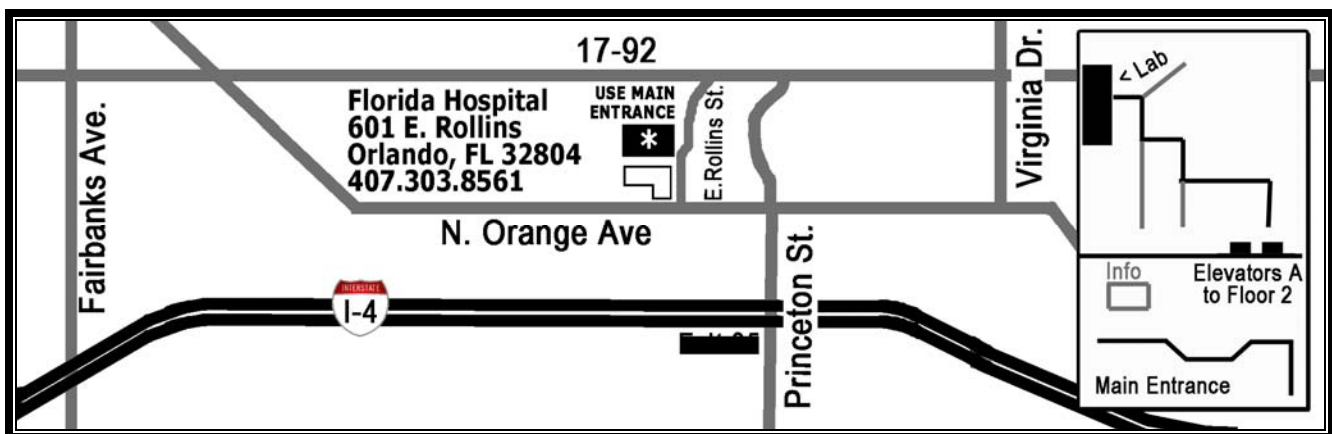 17-92
Florida Hospital
601 E. Rollins
Orlando, FL 32804
407.303.8561
USE MAIN
ENTRANCE
*
E.Rollins St.
Virginia Dr.
Fairbanks Ave.
N. Orange Ave
INTERSTATE
I-4
Princeton St.
< Lab
Info
Elevators A
to Floor 2
Main Entrance